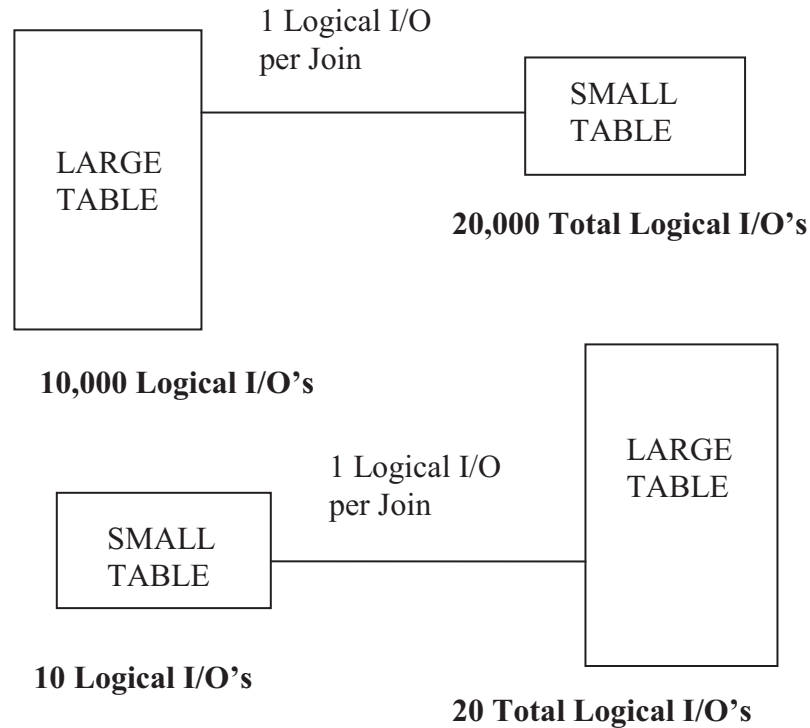 1 Logical I/O
per Join
SMALL
TABLE
LARGE
TABLE
20,000 Total Logical I/O’s
10,000 Logical I/O’s
1 Logical I/O
per Join
LARGE
TABLE
SMALL
TABLE
10 Logical I/O’s
20 Total Logical I/O’s